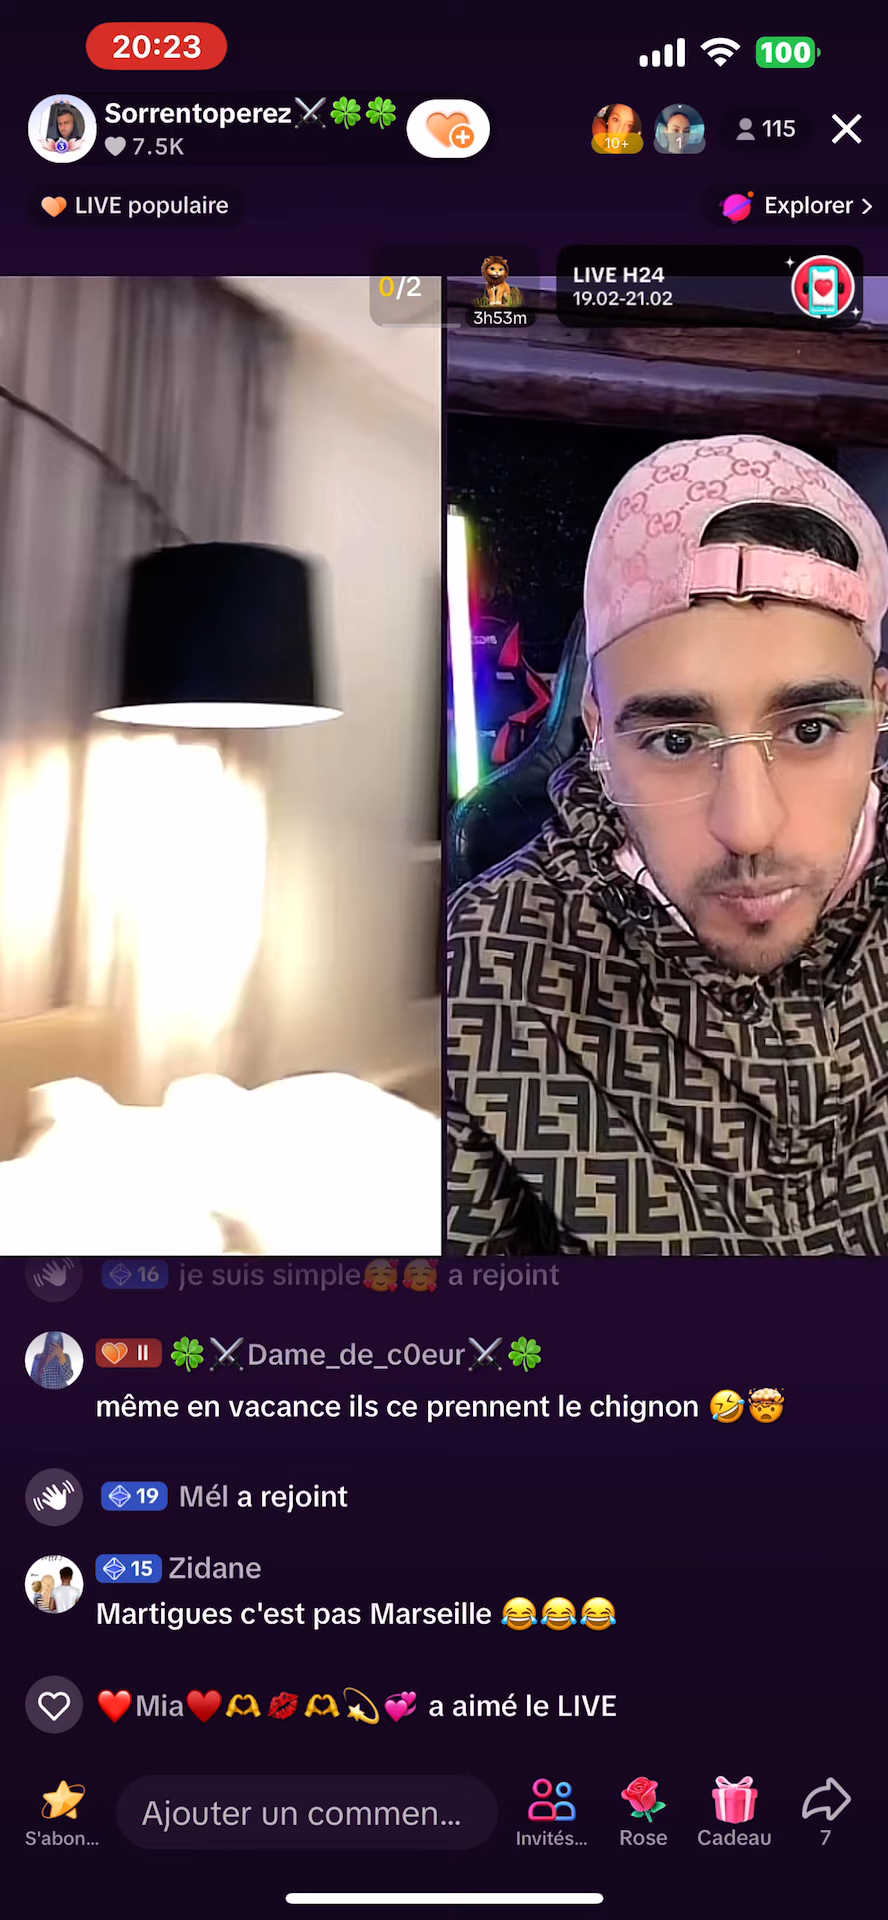 20:23
100
Sorrentoperez⚔️🍀🍀
7.5K
10+
1
115
LIVE populaire
Explorer >
0/2
3h53m
LIVE H24
19.02-21.02
16 je suis simple🥰🥰 a rejoint
II 🍀⚔️Dame_de_c0eur⚔️🍀
même en vacance ils ce prennent le chignon 🤣🤯
19 Mél a rejoint
15 Zidane
Martigues c'est pas Marseille 😂😂😂
❤️Mia♥️🫶💋🫶💫💞 a aimé le LIVE
S'abon...
Ajouter un commen...
Invités...
Rose
Cadeau
7